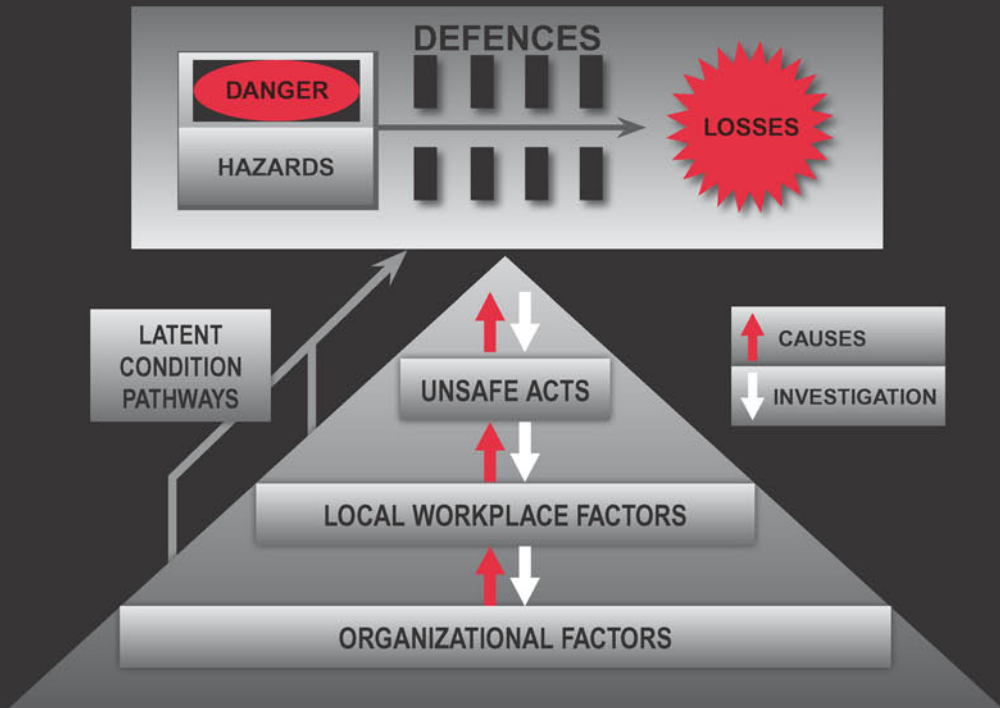 DEFENCES
DANGER
HAZARDS
LOSSES
LATENT
CONDITION
PATHWAYS
UNSAFE ACTS
CAUSES
INVESTIGATION
LOCAL WORKPLACE FACTORS
ORGANIZATIONAL FACTORS